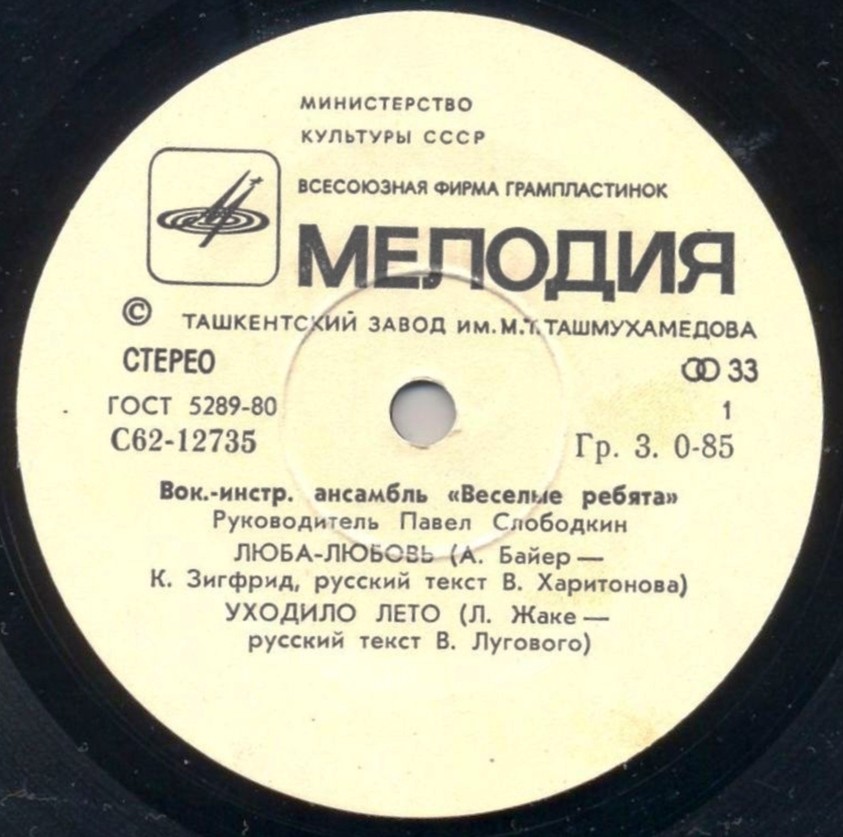 МИНИСТЕРСТВО
КУЛЬТУРЫ СССР
ВСЕСОЮЗНАЯ ФИРМА ГРАМПЛАСТИНОК
МЕЛОДИЯ
© ТАШКЕНТСКИЙ ЗАВОД им. М.Т. ТАШМУХАМЕДОВА
СТЕРЕО 33
ГОСТ 5289-80 1
С62-12735 Гр. 3. 0-85
Вок.-инстр. ансамбль «Веселые ребята»
Руководитель Павел Слободкин
ЛЮБА-ЛЮБОВЬ (А. Байер —
К. Зигфрид, русский текст В. Харитонова)
УХОДИЛО ЛЕТО (Л. Жаке —
русский текст В. Лугового)